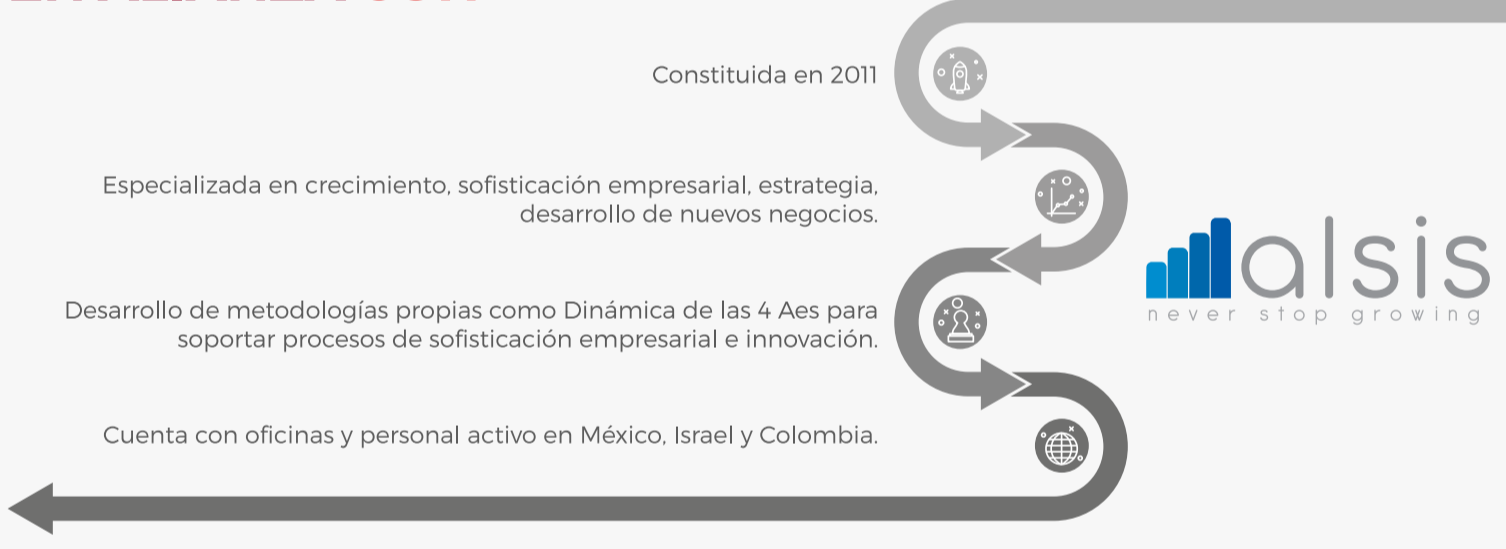 Constituida en 2011
Especializada en crecimiento, sofisticación empresarial, estrategia,
desarrollo de nuevos negocios.
Desarrollo de metodologías propias como Dinámica de las 4 Aes para
soportar procesos de sofisticación empresarial e innovación.
Cuenta con oficinas y personal activo en México, Israel y Colombia.
alsis
never stop growing